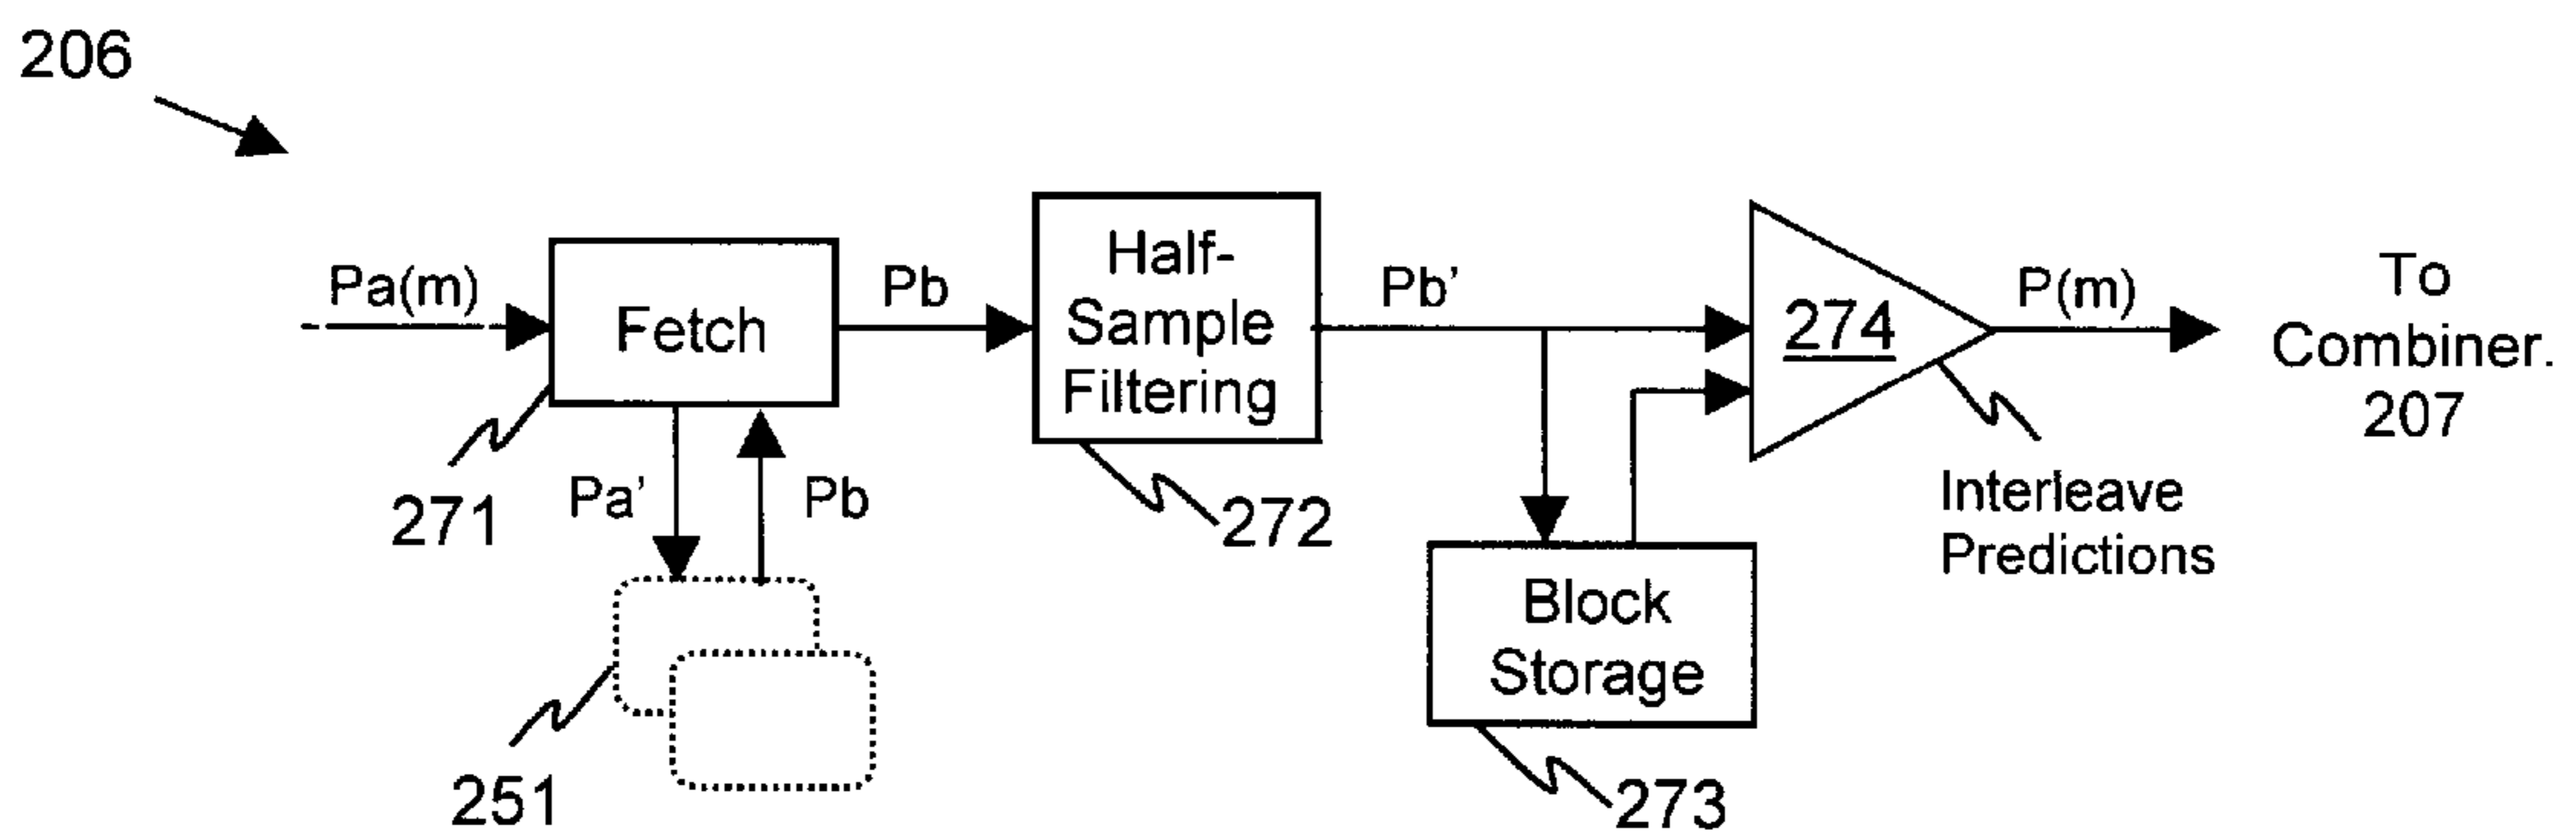 206
Pa(m)
Fetch
Pb
Half-
Sample
Filtering
Pb’
274
P(m)
To
Combiner.
207
271
Pa’
Pb
272
Interleave
Predictions
Block
Storage
251
273